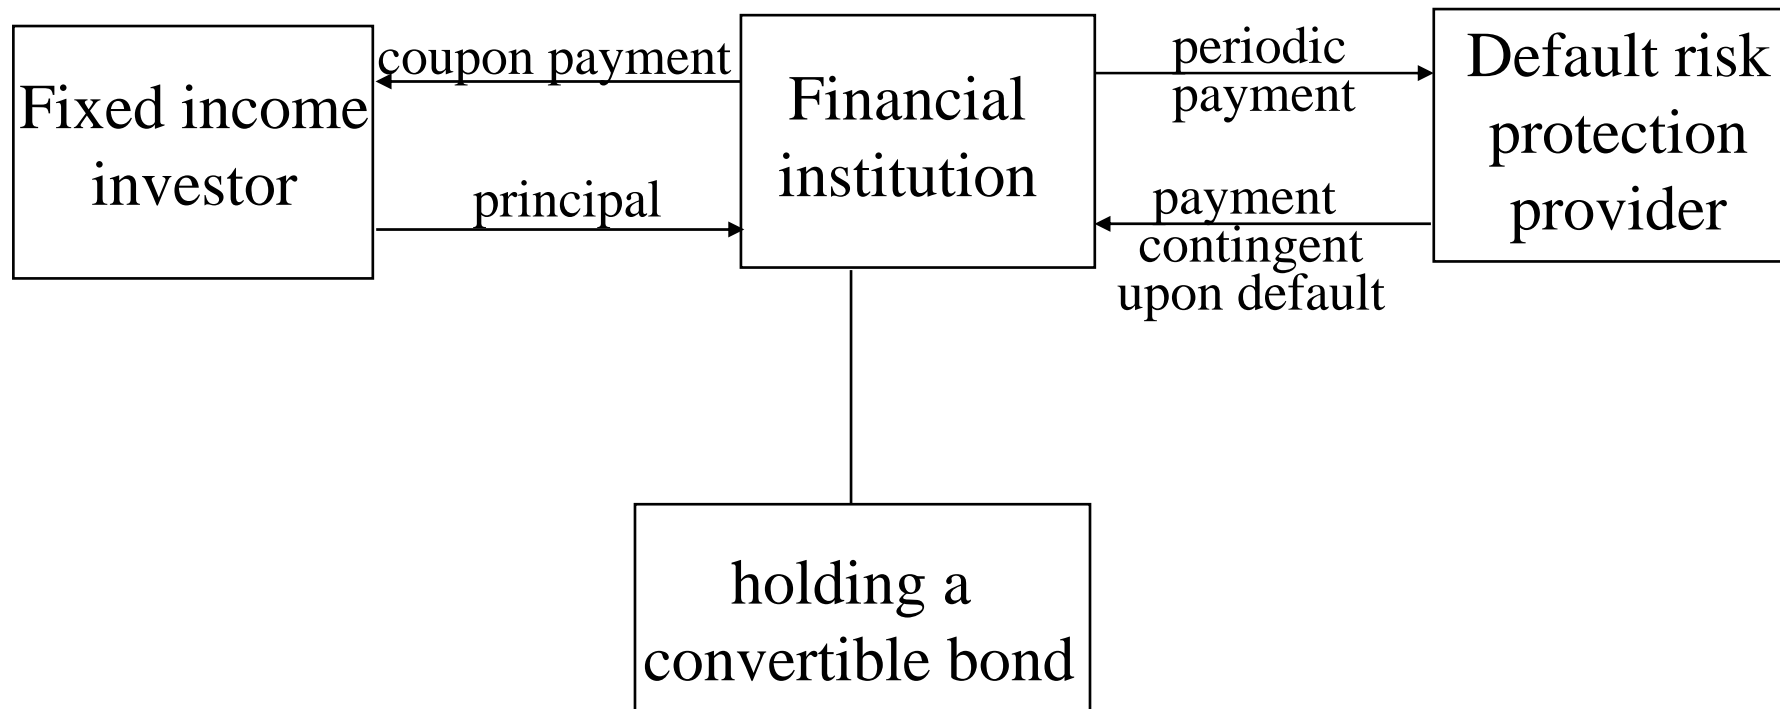 Fixed income
investor
coupon payment
principal
Financial
institution
periodic
payment
payment
contingent
upon default
Default risk
protection
provider
holding a
convertible bond